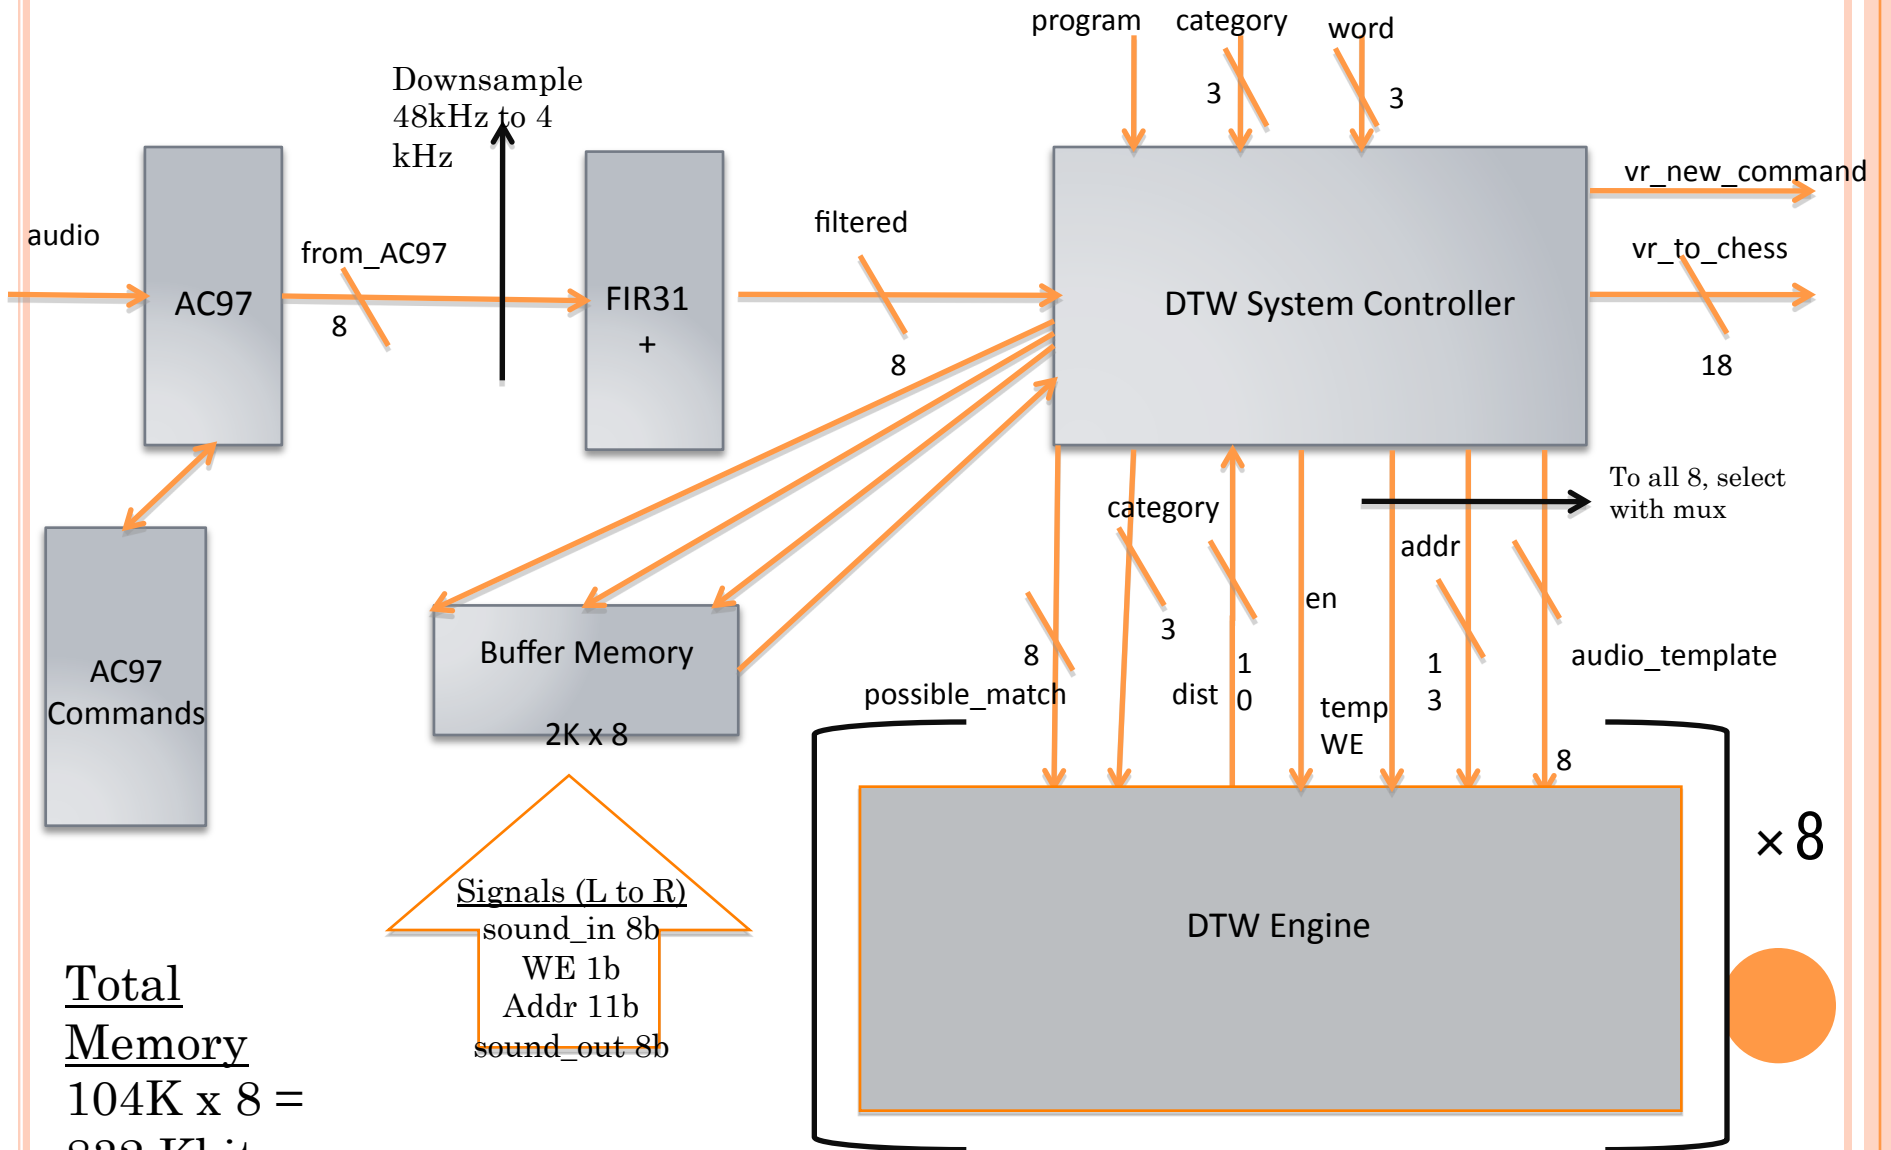 program
category
word
3
3
Downsample
48kHz to 4
kHz
vr_new_command
audio
from_AC97
filtered
vr_to_chess
AC97
8
FIR31
+
8
DTW System Controller
18
To all 8, select
with mux
category
addr
en
3
8
possible_match
dist
1
0
temp
WE
1
3
audio_template
8
AC97
Commands
Buffer Memory
2K x 8
Signals (L to R)
sound_in 8b
WE 1b
Addr 11b
sound_out 8b
DTW Engine
×8
Total
Memory
104K x 8 =